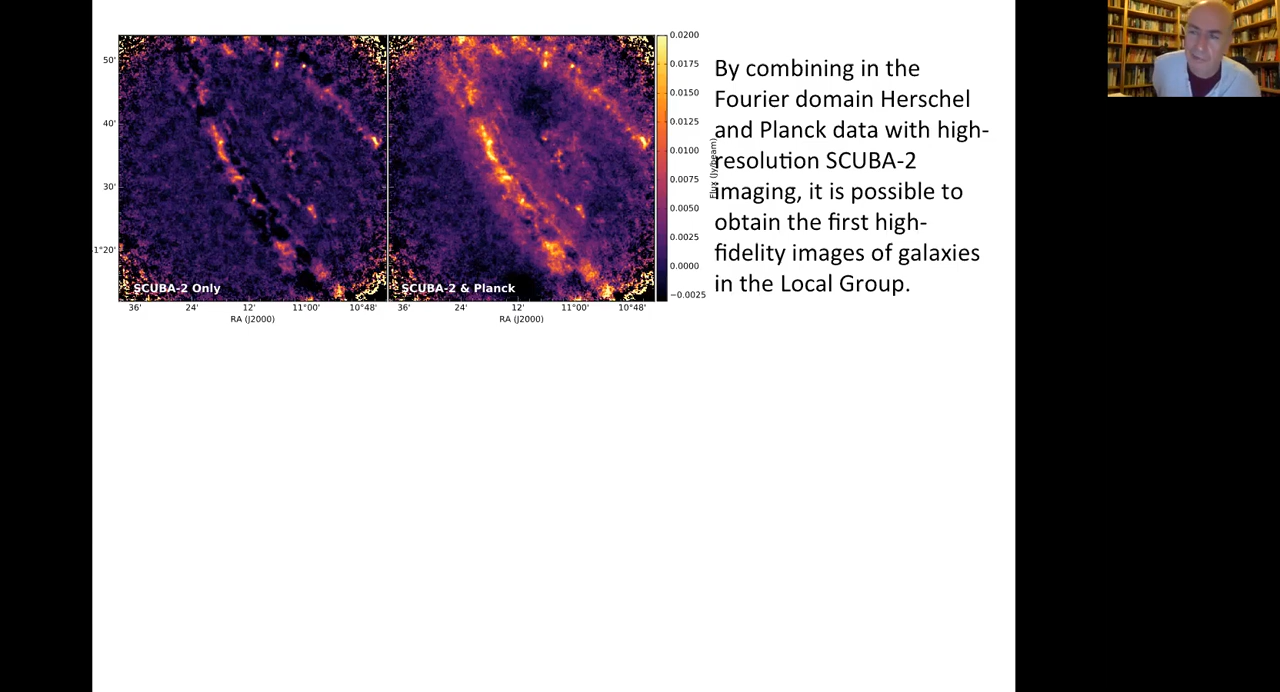 50'
40'
30'
1°20'
SCUBA-2 Only
SCUBA-2 & Planck
36'
24'
12'
11°00'
10°48'
RA (J2000)
36'
24'
12'
11°00'
10°48'
RA (J2000)
0.0200
0.0175
0.0150
0.0125
0.0100
0.0075
0.0050
0.0025
0.0000
−0.0025
Flux (Jy/beam)
By combining in the
Fourier domain Herschel
and Planck data with high-
resolution SCUBA-2
imaging, it is possible to
obtain the first high-
fidelity images of galaxies
in the Local Group.